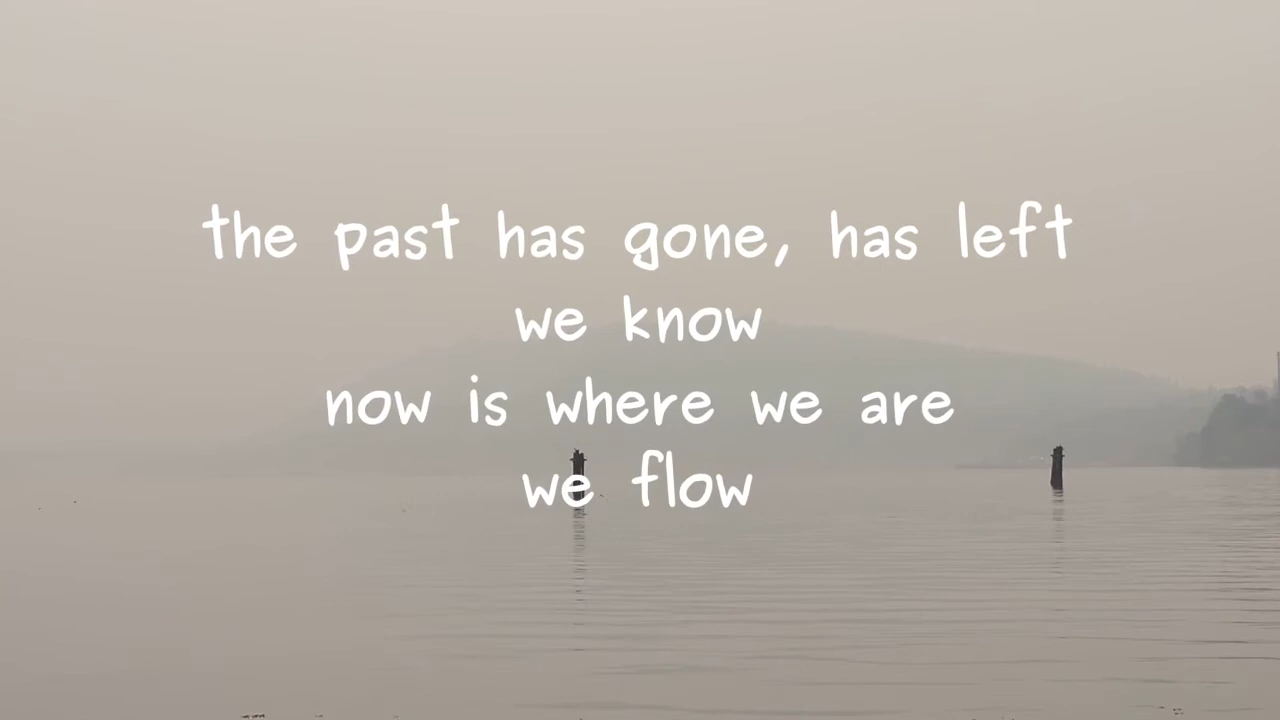 the past has gone, has left
we know
now is where we are
we flow